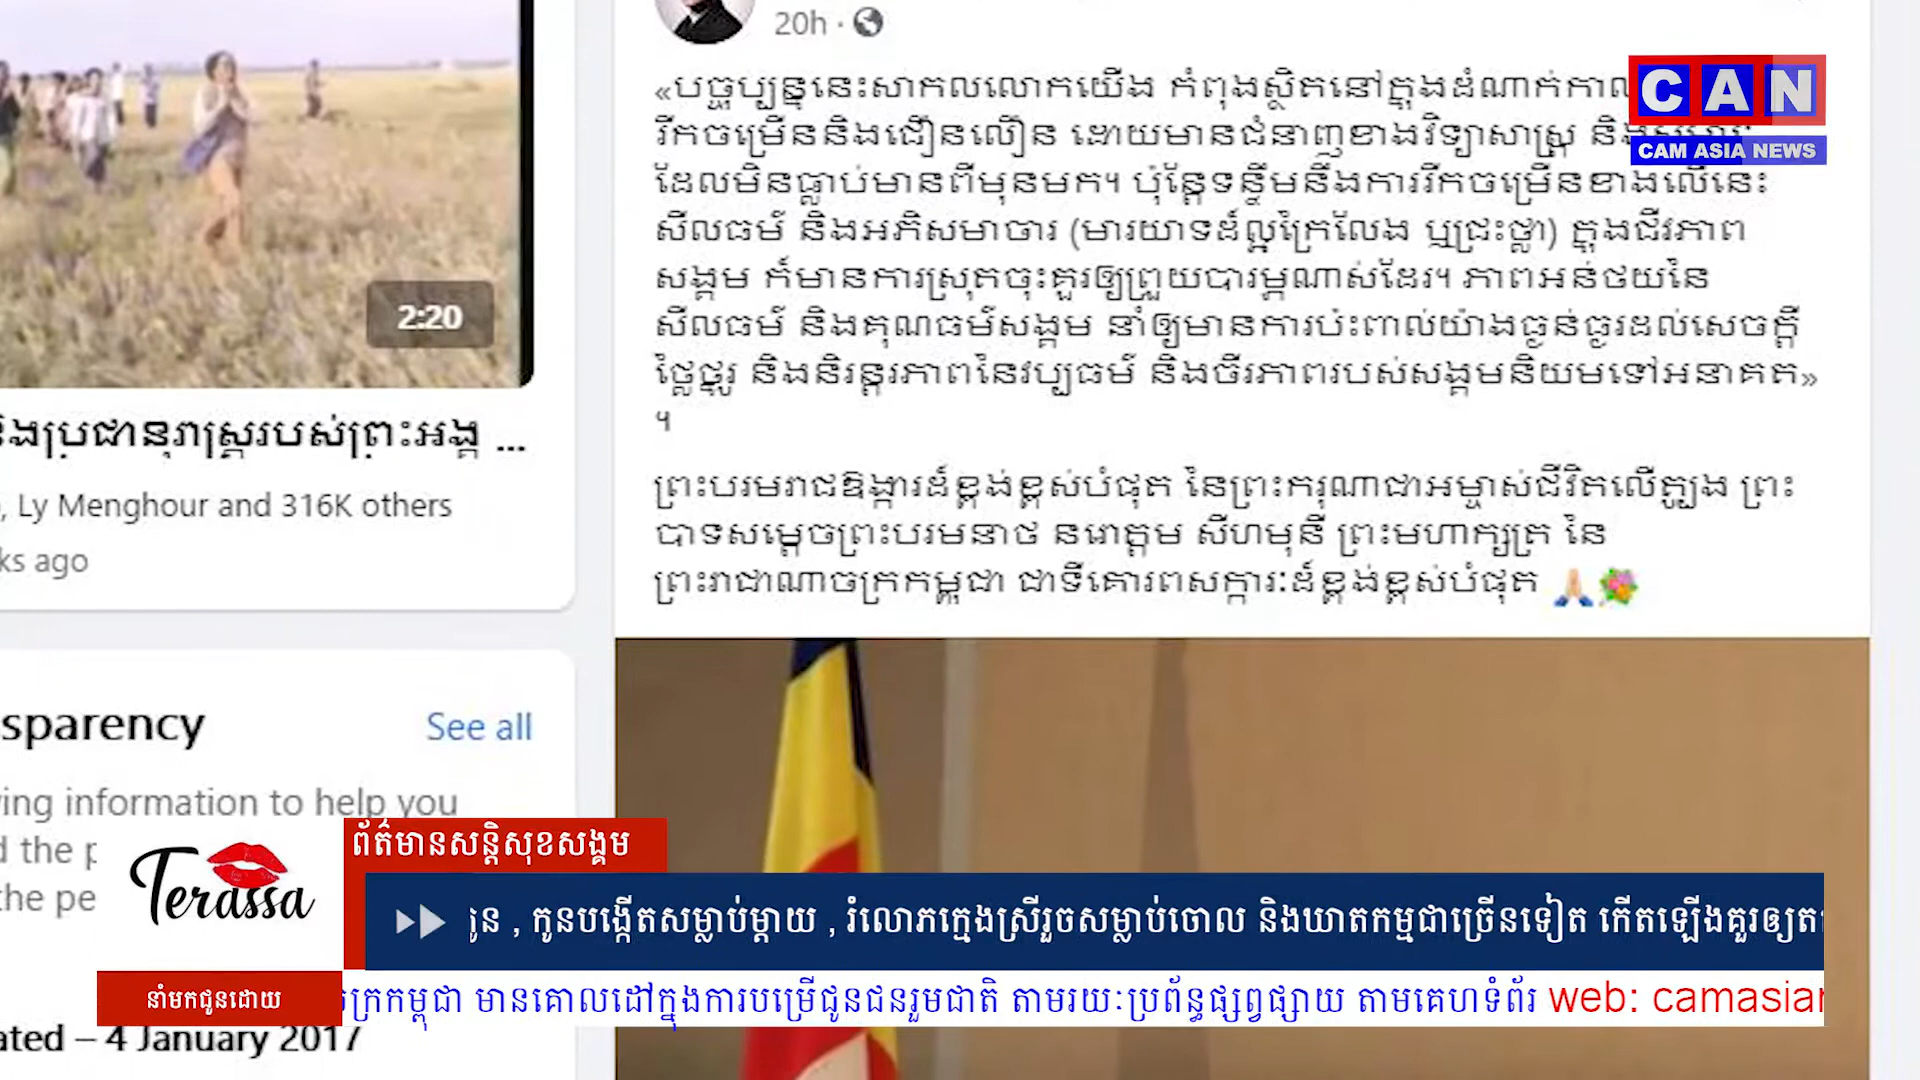 20h ·
«បច្ចុប្បន្ននេះសាកលលោកយើង កំពុងស្ថិតនៅក្នុងដំណាក់កាល
រីកចម្រើននិងជឿនលឿន ដោយមានជំនាញខាងវិទ្យាសាស្ត្រ និង
ដែលមិនធ្លាប់មានពីមុនមក។ ប៉ុន្តែទន្ទឹមនឹងការរីកចម្រើនខាងលើនេះ
សីលធម៌ និងអភិសមាចារ (មារយាទដ៏ល្អក្រៃលែង ឬជ្រះថ្លា) ក្នុងជីវភាព
សង្គម ក៏មានការស្រុតចុះគួរឲ្យព្រួយបារម្ភណាស់ដែរ។ ភាពអន់ថយនៃ
សីលធម៌ និងគុណធម៌សង្គម នាំឲ្យមានការប៉ះពាល់យ៉ាងធ្ងន់ធ្ងរដល់សេចក្តី
ថ្លៃថ្នូរ និងនិរន្តរភាពនៃវប្បធម៌ និងចីរភាពរបស់សង្គមនិយមទៅអនាគត»
។
ព្រះបរមរាជឱង្ការដ៏ខ្ពង់ខ្ពស់បំផុត នៃព្រះករុណាជាអម្ចាស់ជីវិតលើត្បូង ព្រះ
បាទសម្តេចព្រះបរមនាថ នរោត្តម សីហមុនី ព្រះមហាក្សត្រ នៃ
ព្រះរាជាណាចក្រកម្ពុជា ជាទីគោរពសក្ការៈដ៏ខ្ពង់ខ្ពស់បំផុត 🙏🏻💐
CAN
CAM ASIA NEWS
2:20
និងប្រជានុរាស្ត្ររបស់ព្រះអង្គ ...
, Ly Menghour and 316K others
ks ago
sparency See all
ving information to help you
d the p
the pe
ated – 4 January 2017
Terassa
នាំមកជូនដោយ
ព័ត៌មានសន្តិសុខសង្គម
កូន , កូនបង្កើតសម្លាប់ម្តាយ , រំលោភក្មេងស្រីរួចសម្លាប់ចោល និងឃាតកម្មជាច្រើនទៀត កើតឡើងគួរឲ្យត
ចក្រកម្ពុជា មានគោលដៅក្នុងការបម្រើជូនជនរួមជាតិ តាមរយៈប្រព័ន្ធផ្សព្វផ្សាយ តាមគេហទំព័រ web: camasian